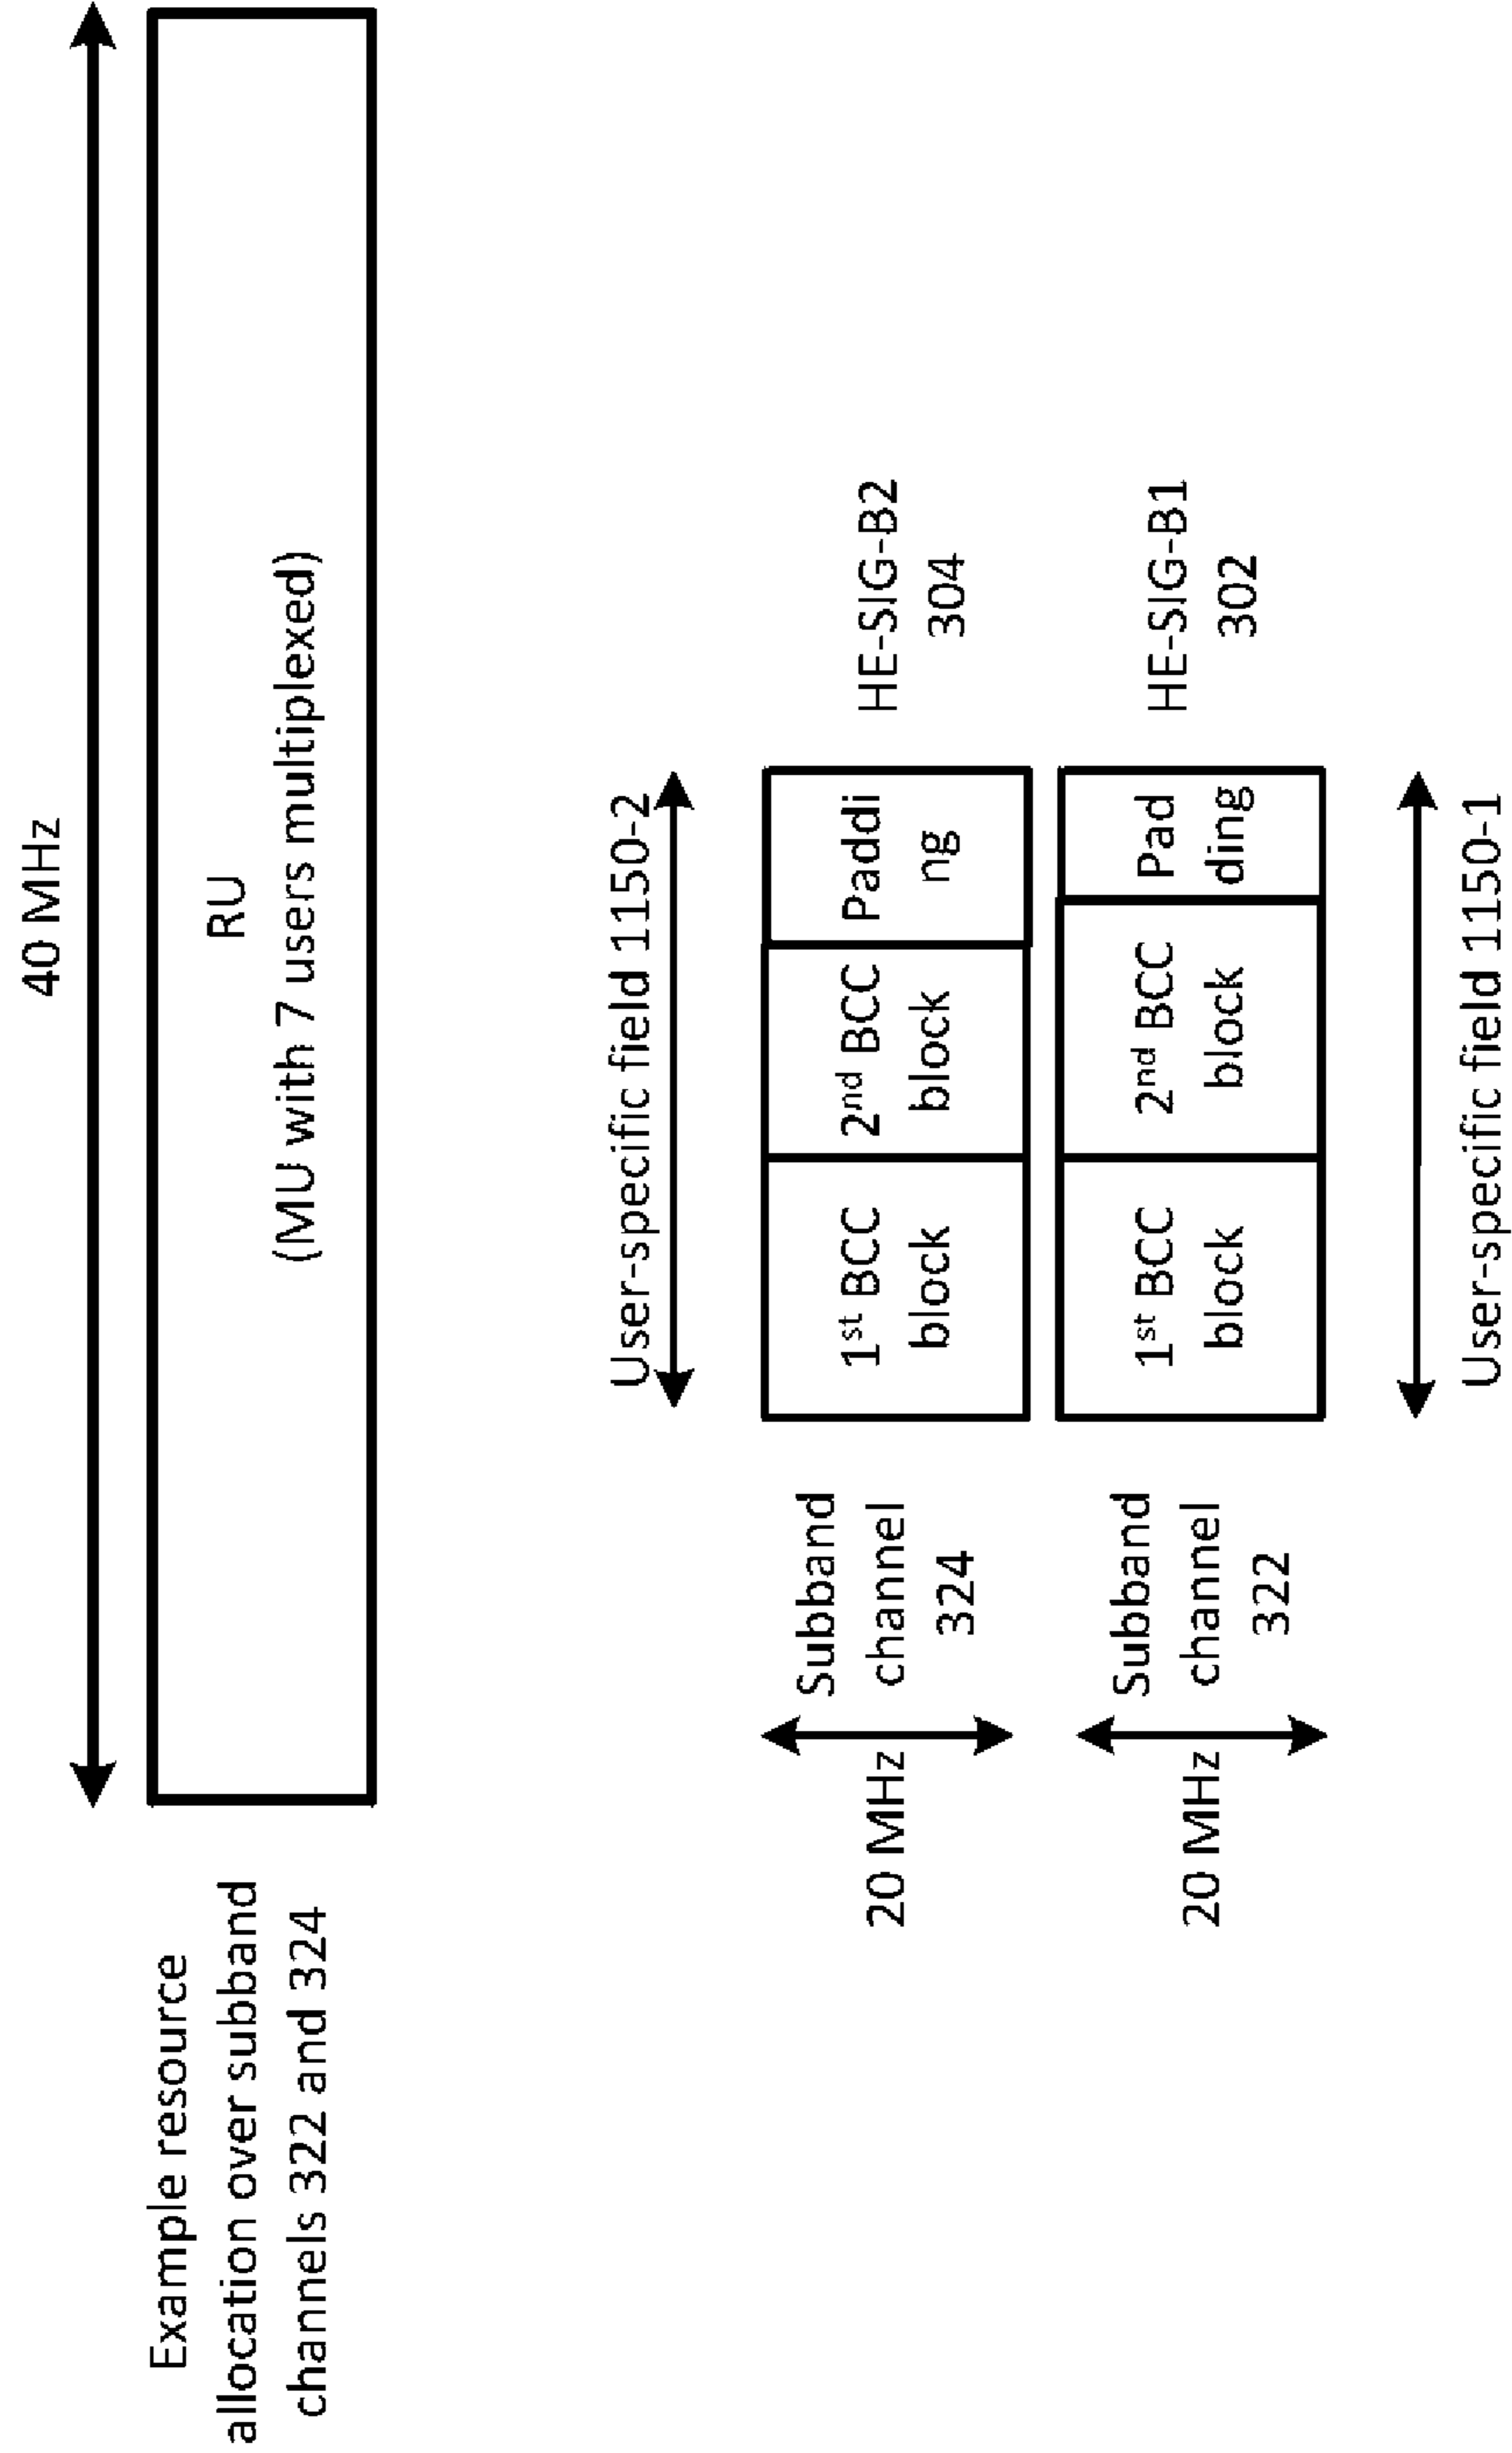 40 MHz
Example resource
allocation over subband
channels 322 and 324
RU
(MU with 7 users multiplexed)
User-specific field 1150-2
20 MHz
Subband
channel
324
1st BCC
block
2nd BCC
block
Paddi
ng
HE-SIG-B2
304
20 MHz
Subband
channel
322
1st BCC
block
2nd BCC
block
Pad
ding
HE-SIG-B1
302
User-specific field 1150-1